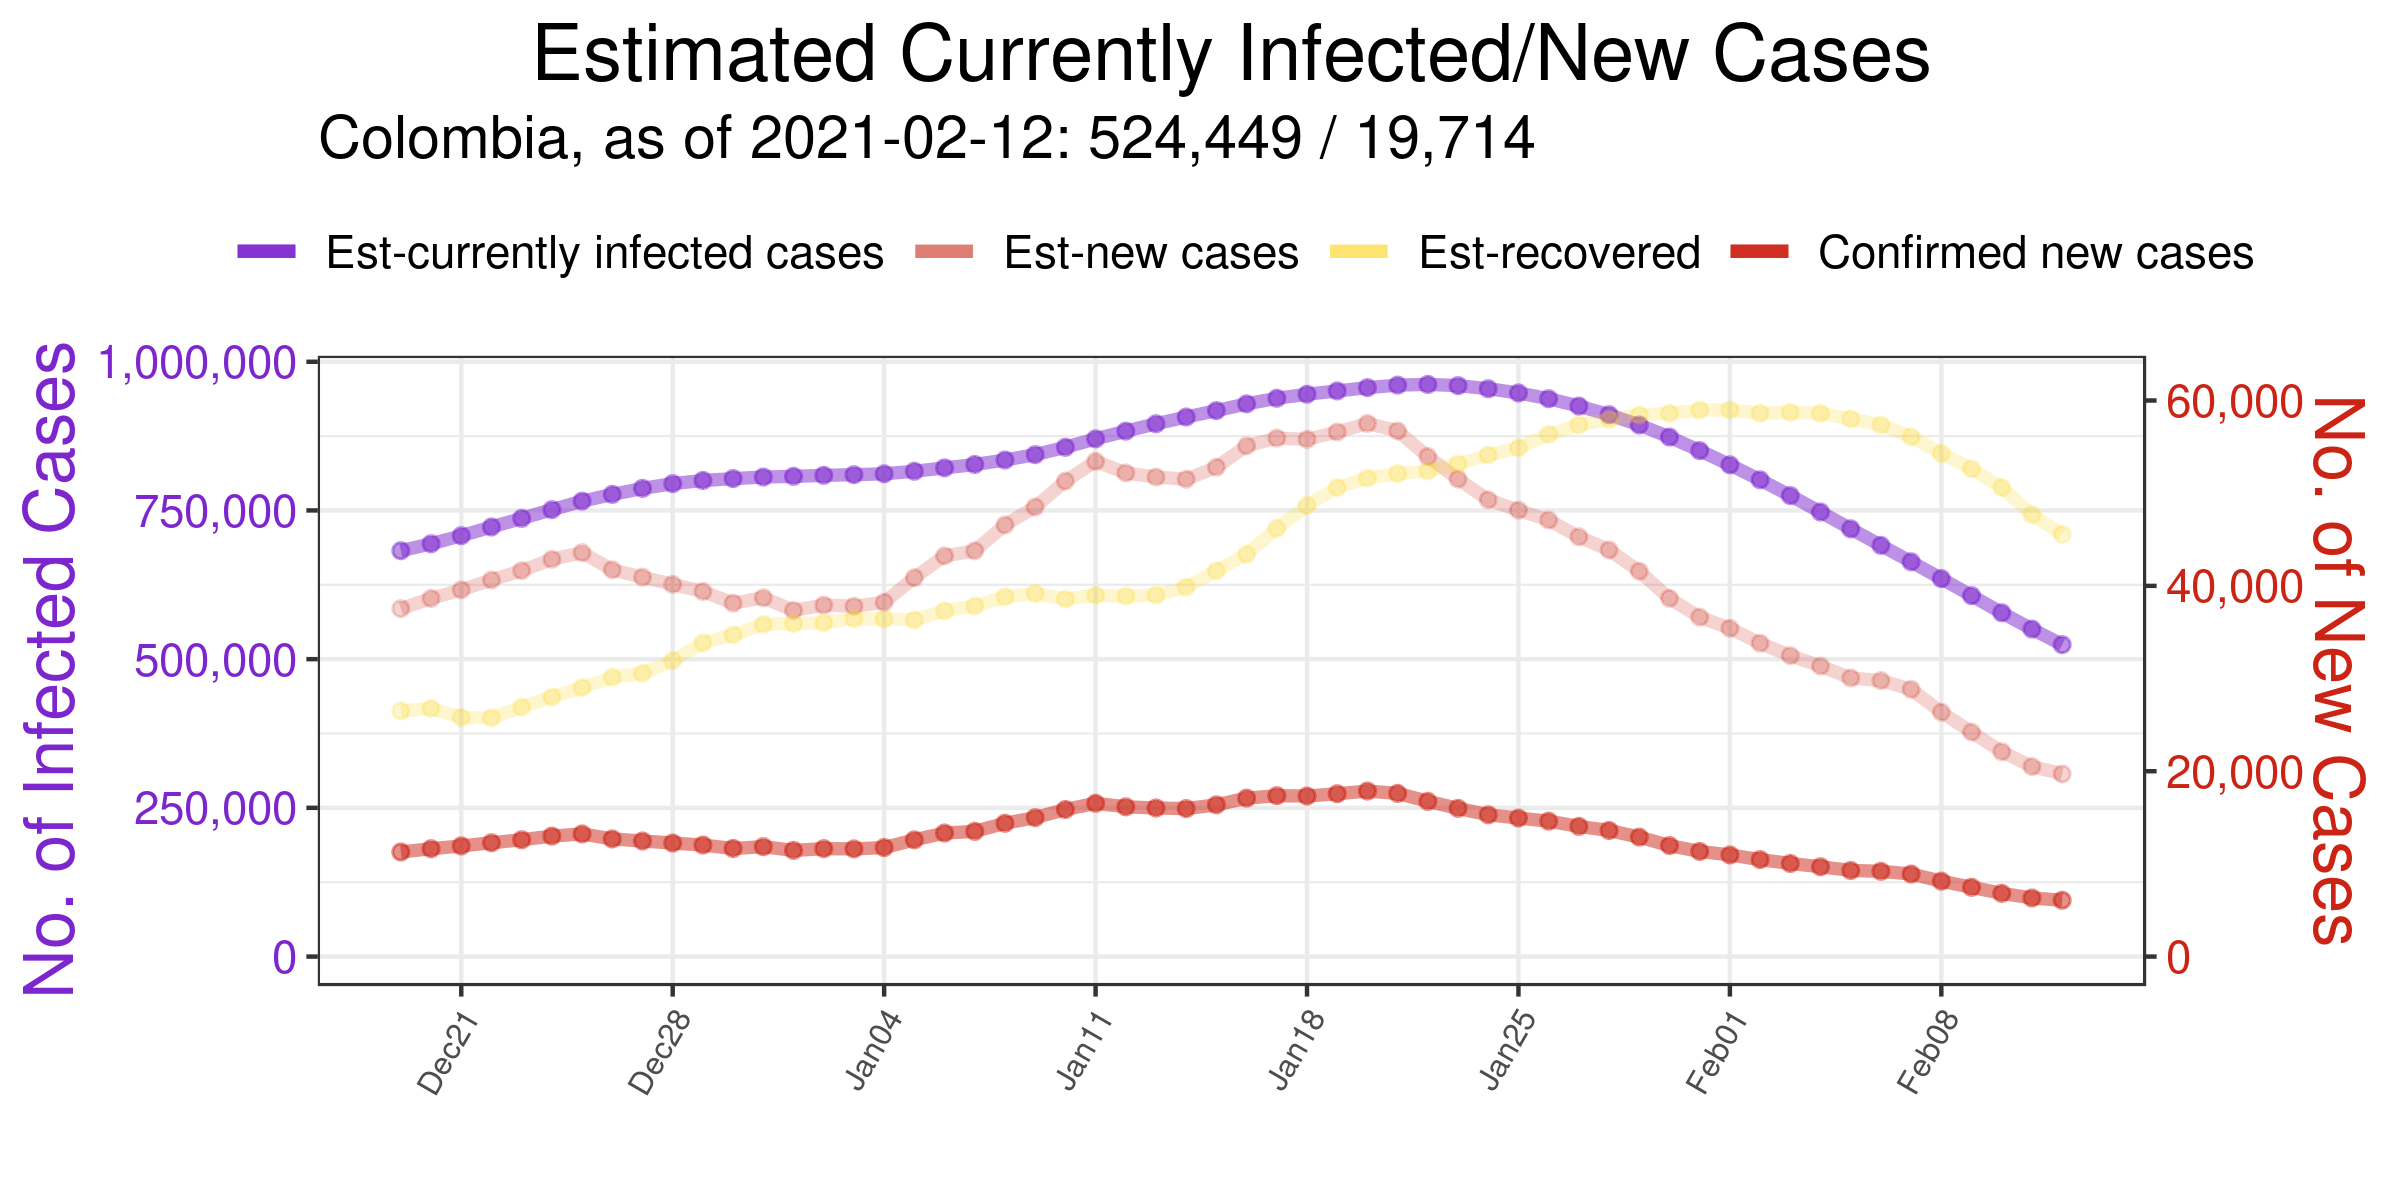 Estimated Currently Infected/New Cases
Colombia, as of 2021-02-12: 524,449 / 19,714
Est-currently infected cases Est-new cases Est-recovered Confirmed new cases
No. of Infected Cases
1,000,000
750,000
500,000
250,000
0
60,000
40,000
20,000
0
No. of New Cases
Dec21 Dec28 Jan04 Jan11 Jan18 Jan25 Feb01 Feb08